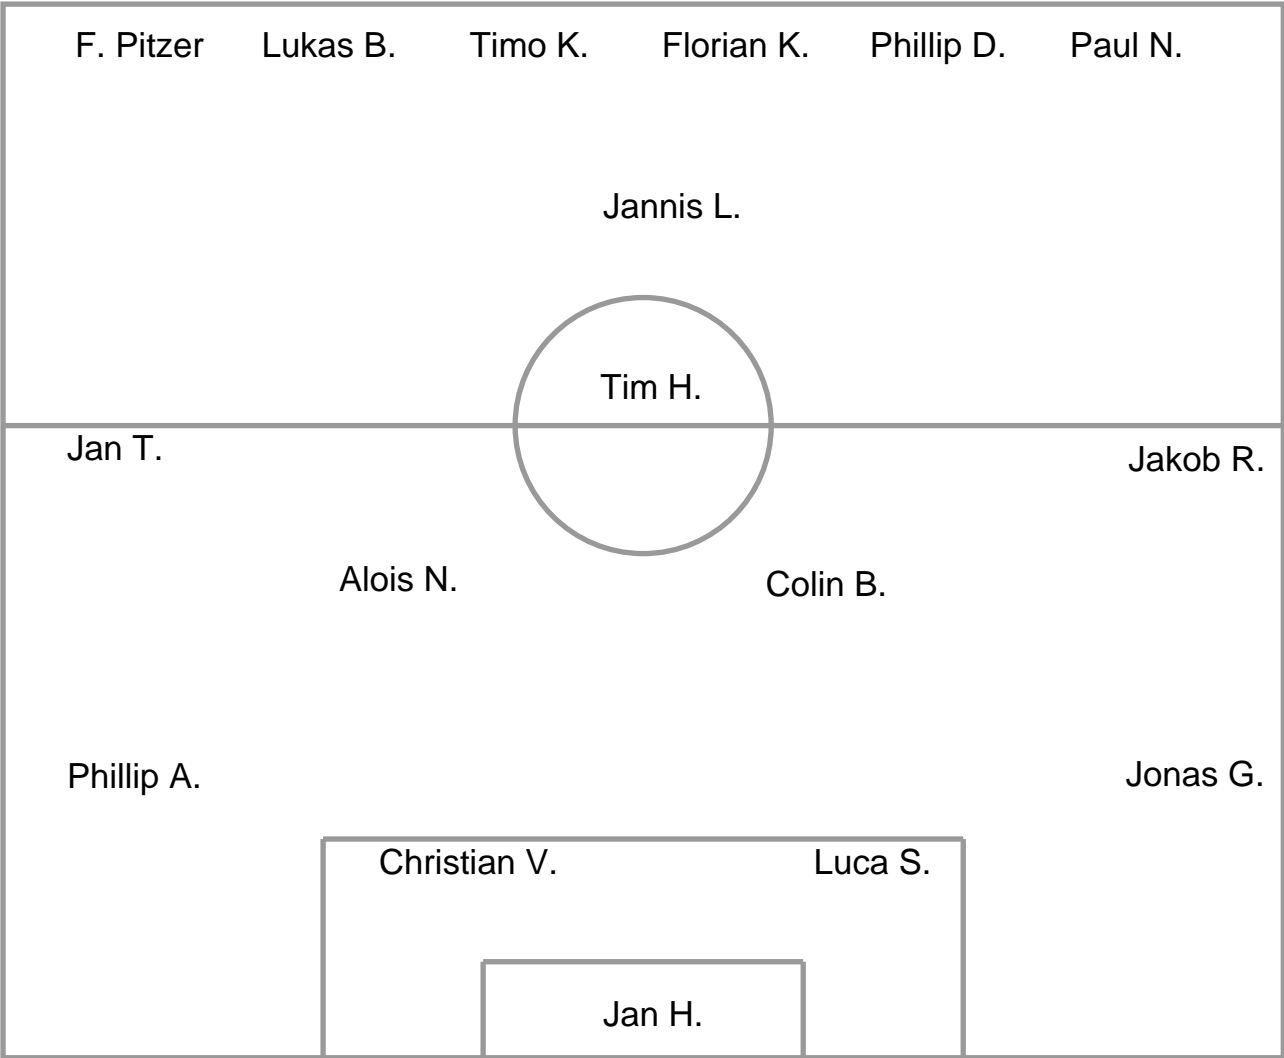 F. Pitzer Lukas B. Timo K. Florian K. Phillip D. Paul N.
Jannis L.
Tim H.
Jan T.
Jakob R.
Alois N.
Colin B.
Phillip A.
Jonas G.
Christian V.
Luca S.
Jan H.